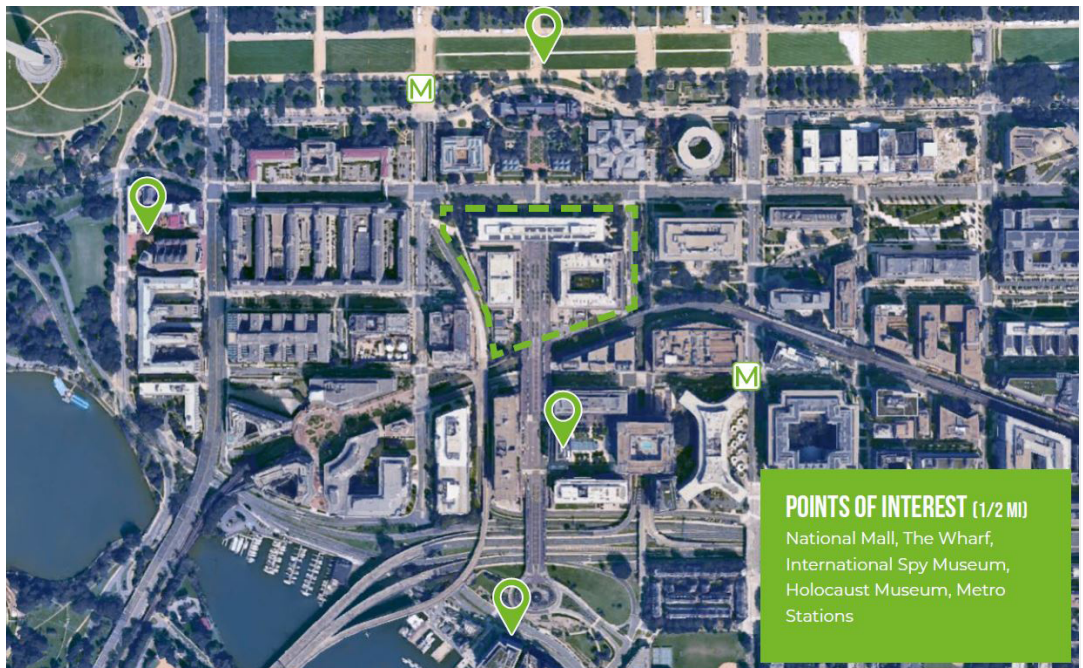 M
M
POINTS OF INTEREST (1/2 MI)
National Mall, The Wharf,
International Spy Museum,
Holocaust Museum, Metro
Stations